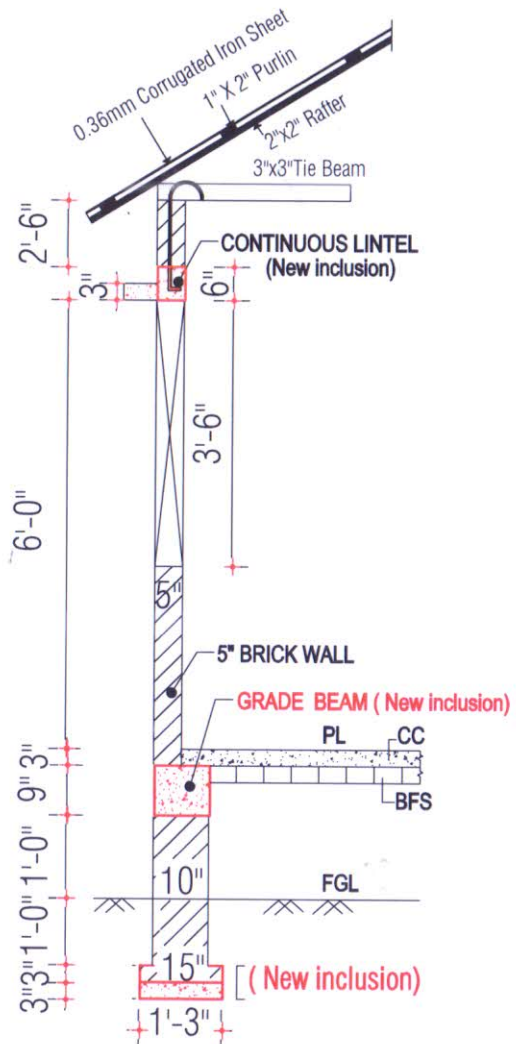 0.36mm Corrugated Iron Sheet
1" X 2" Purlin
2"x2" Rafter
3"x3"Tie Beam
2'-6"
CONTINUOUS LINTEL
(New inclusion)
3"
6"
3'-6"
6'-0"
5"
5" BRICK WALL
GRADE BEAM ( New inclusion)
PL
CC
3"
9"
BFS
1'-0"
10"
FGL
1'-0"
15"
3"
3"
( New inclusion)
1'-3"